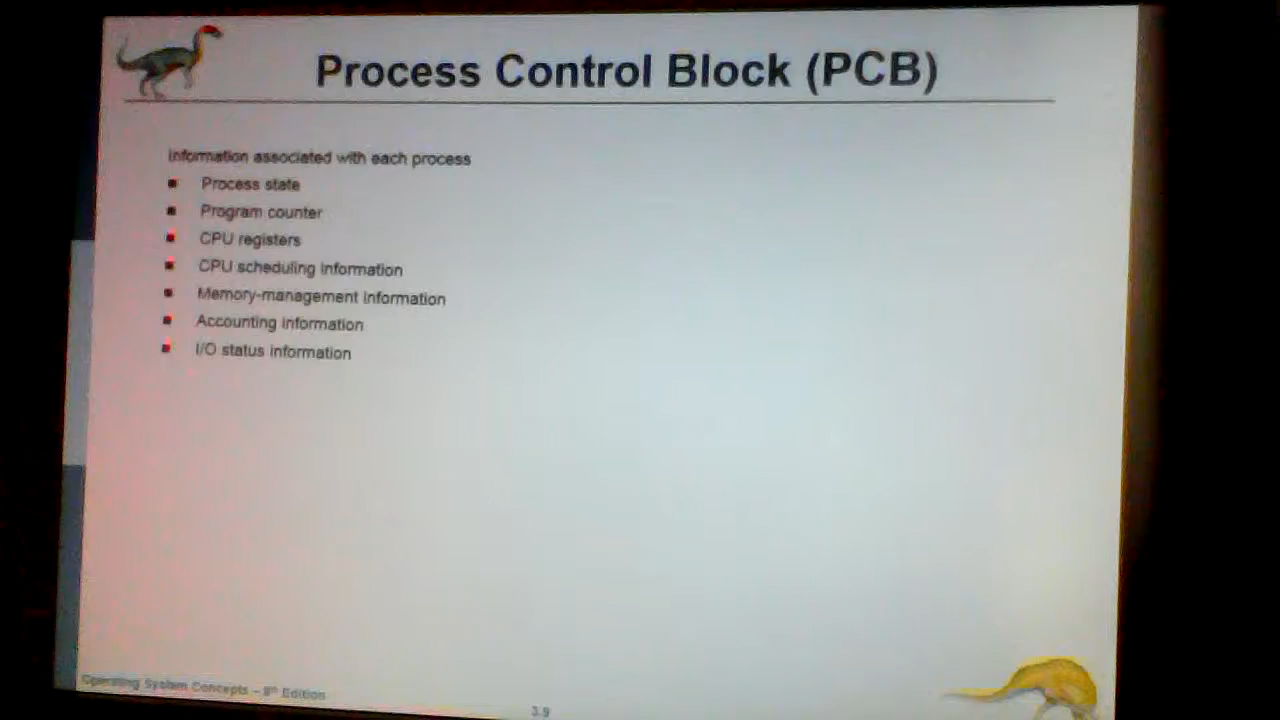 Process Control Block (PCB)
Information associated with each process
Process state
Program counter
CPU registers
CPU scheduling information
Memory-management information
Accounting information
I/O status information
Operating System Concepts – Edition
3.9